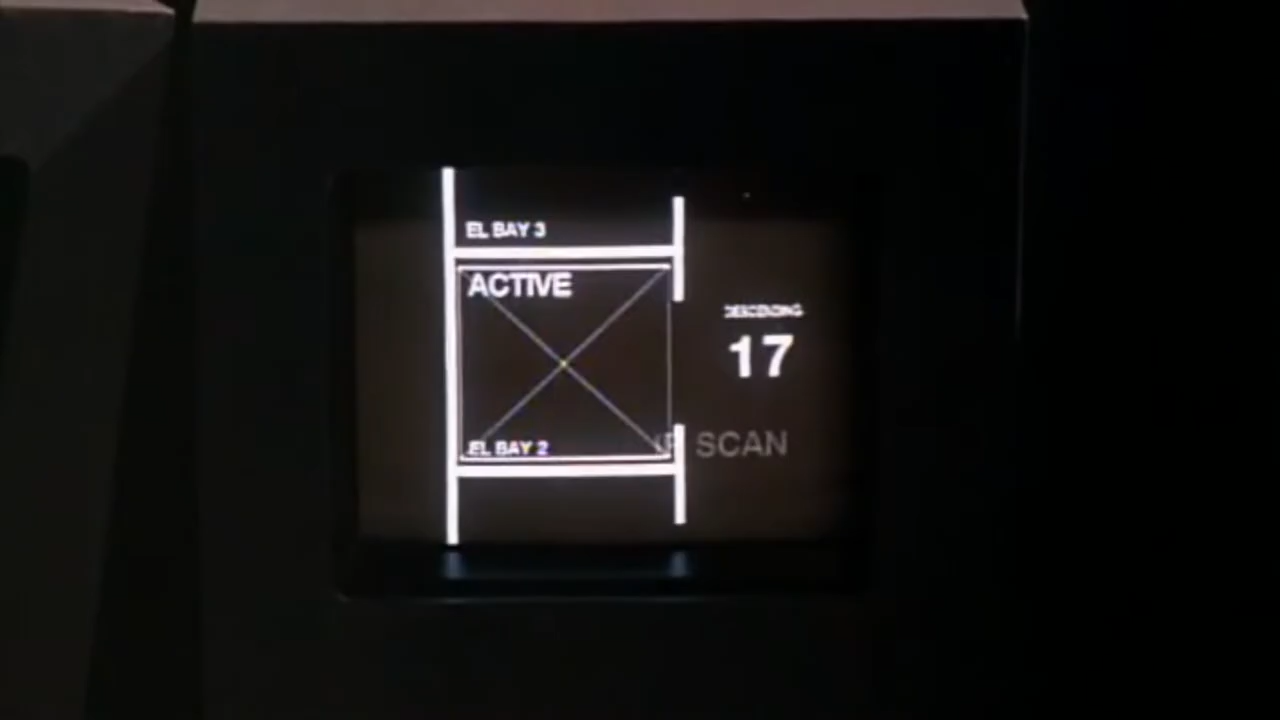 EL BAY 3
ACTIVE
DESCENDING
17
SCAN
EL BAY 2